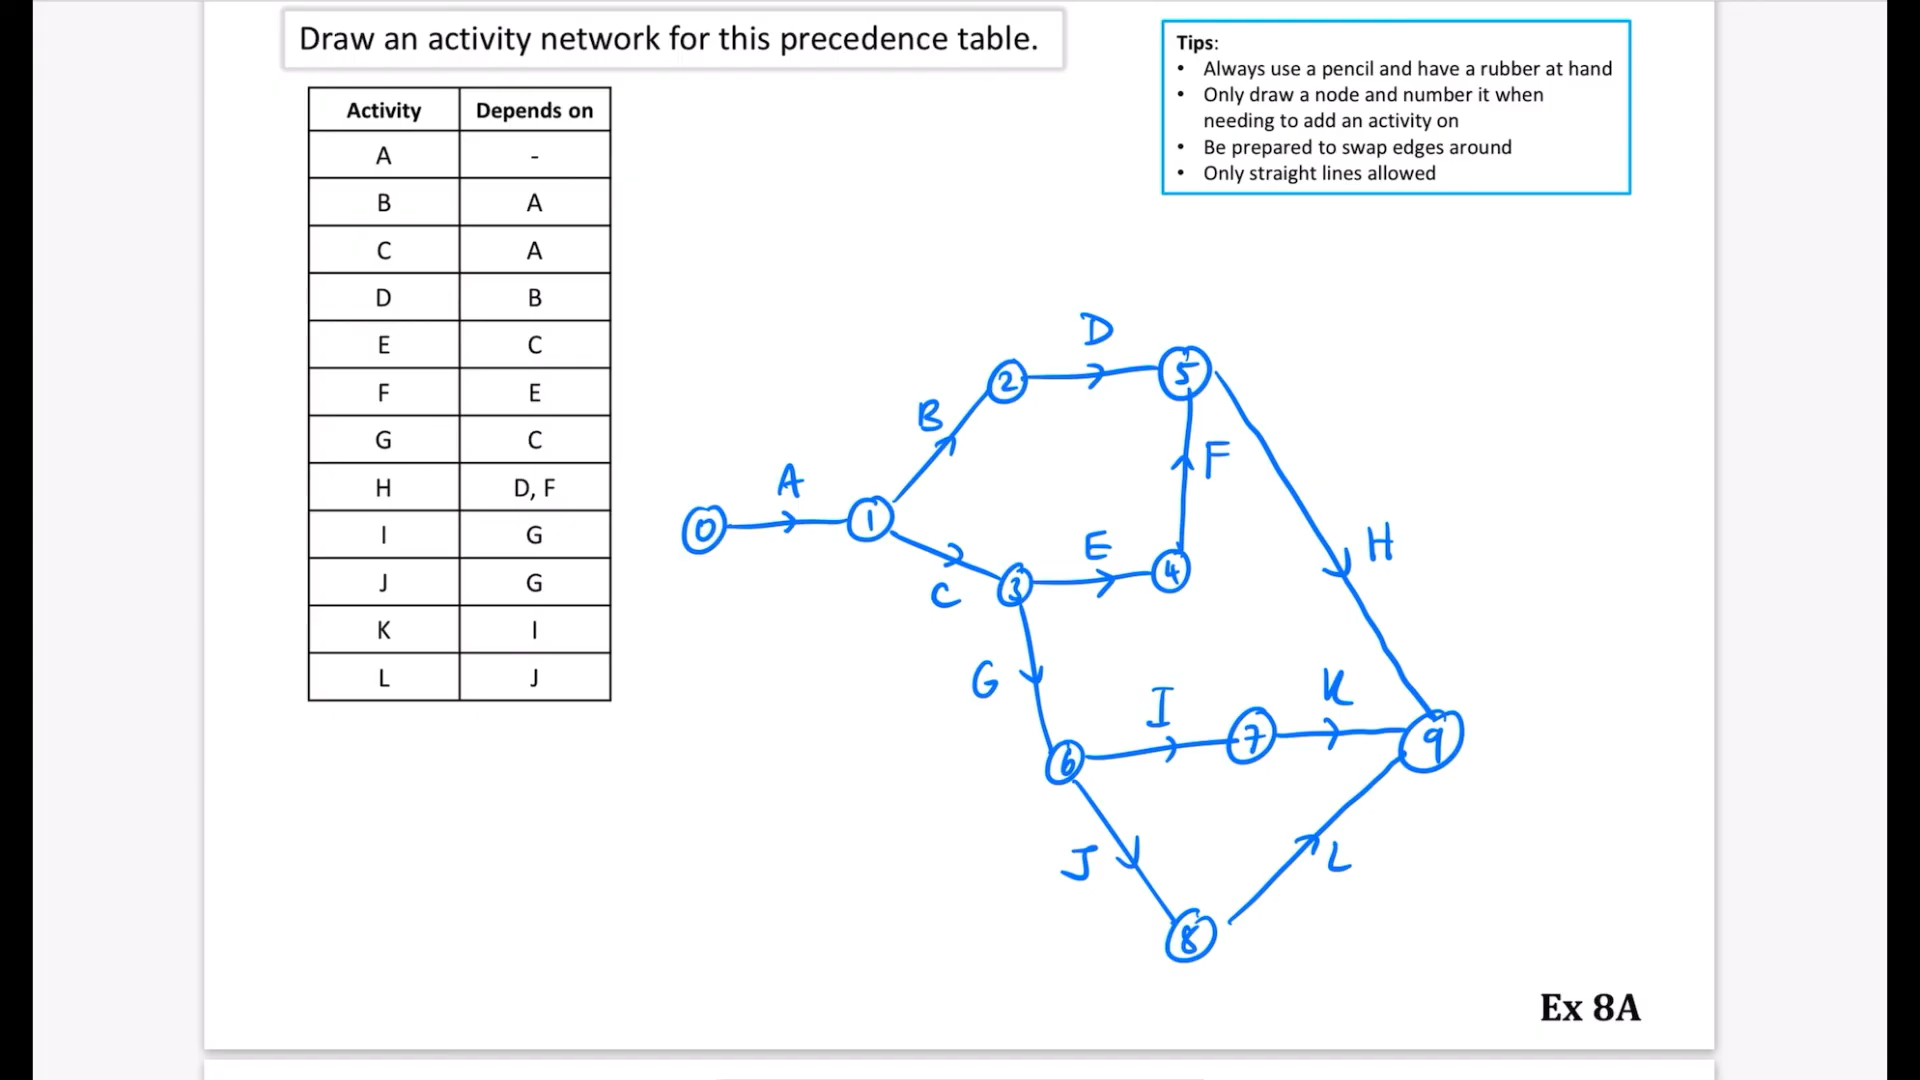 Draw an activity network for this precedence table.
Tips:
• Always use a pencil and have a rubber at hand
• Only draw a node and number it when
needing to add an activity on
• Be prepared to swap edges around
• Only straight lines allowed
Activity Depends on
A -
B A
C A
D B
E C
F E
G C
H D, F
I G
J G
K I
L J
D
2
5
B
F
A
0
1
H
E
C
3
4
G
I
K
6
7
9
J
L
8
Ex 8A